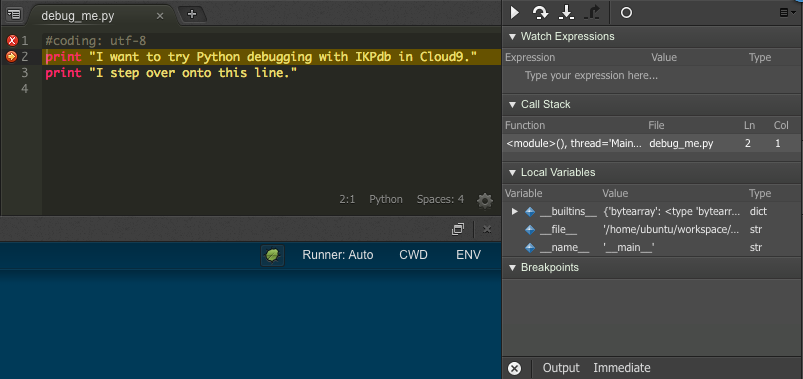 debug_me.py
1 #coding: utf-8
2 print "I want to try Python debugging with IKPdb in Cloud9."
3 print "I step over onto this line."
4
2:1 Python Spaces: 4
Runner: Auto CWD ENV
Watch Expressions
Expression Value Type
Type your expression here...
Call Stack
Function File Ln Col
<module>(), thread='Main... debug_me.py 2 1
Local Variables
Variable Value Type
__builtins__ {'bytearray': <type 'bytearr... dict
__file__ '/home/ubuntu/workspace/... str
__name__ '__main__' str
Breakpoints
Output Immediate